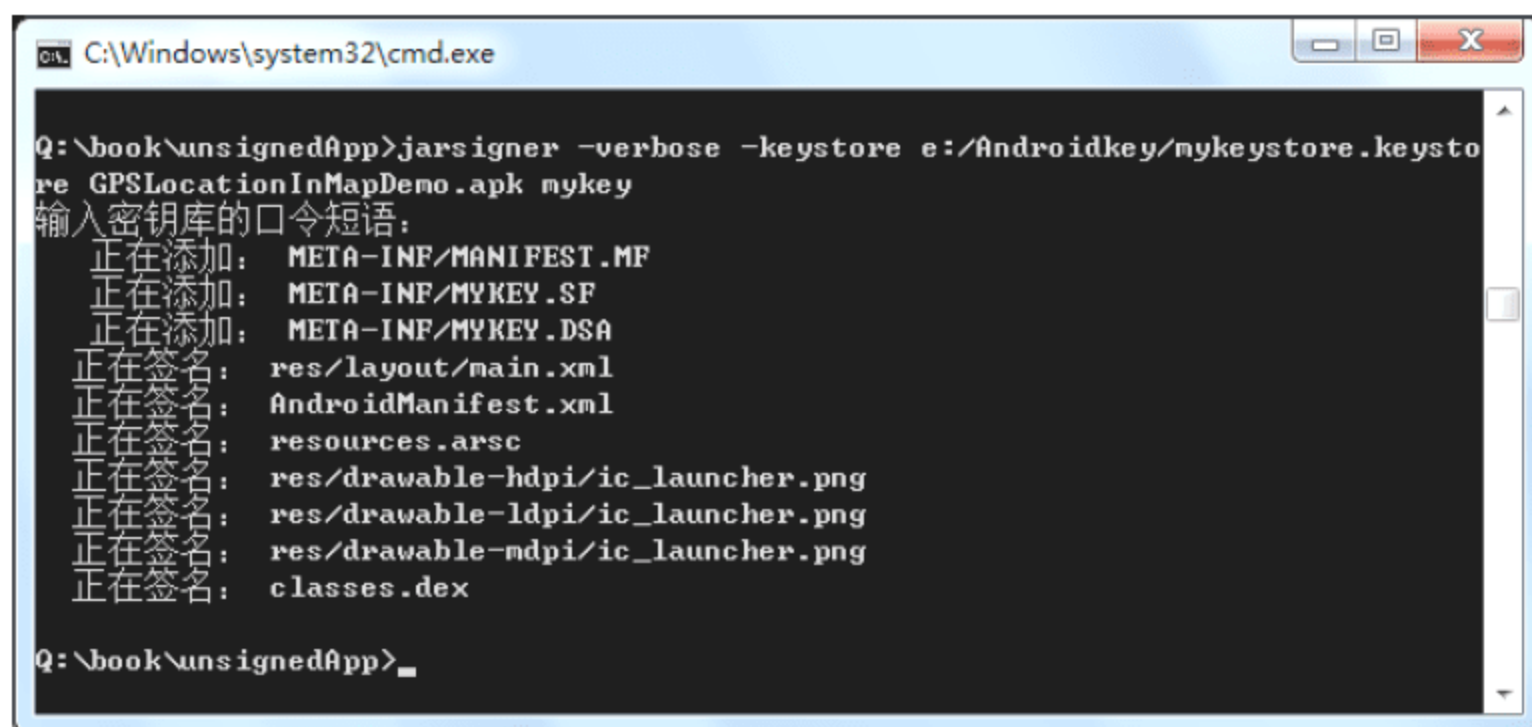 C:\Windows\system32\cmd.exe
Q:\book\unsignedApp>jarsigner -verbose -keystore e:/Androidkey/mykeystore.keysto
re GPSLocationInMapDemo.apk mykey
输入密钥库的口令短语:
正在添加: META-INF/MANIFEST.MF
正在添加: META-INF/MYKEY.SF
正在添加: META-INF/MYKEY.DSA
正在签名: res/layout/main.xml
正在签名: AndroidManifest.xml
正在签名: resources.arsc
正在签名: res/drawable-hdpi/ic_launcher.png
正在签名: res/drawable-ldpi/ic_launcher.png
正在签名: res/drawable-mdpi/ic_launcher.png
正在签名: classes.dex
Q:\book\unsignedApp>_